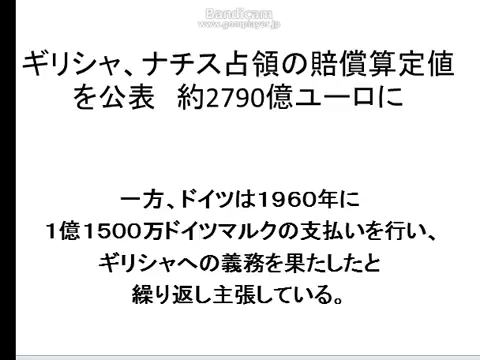 Bandicam
www.gomplayer.jp
ギリシャ、ナチス占領の賠償算定値
を公表　約2790億ユーロに
一方、ドイツは1960年に
1億1500万ドイツマルクの支払いを行い、
ギリシャへの義務を果たしたと
繰り返し主張している。